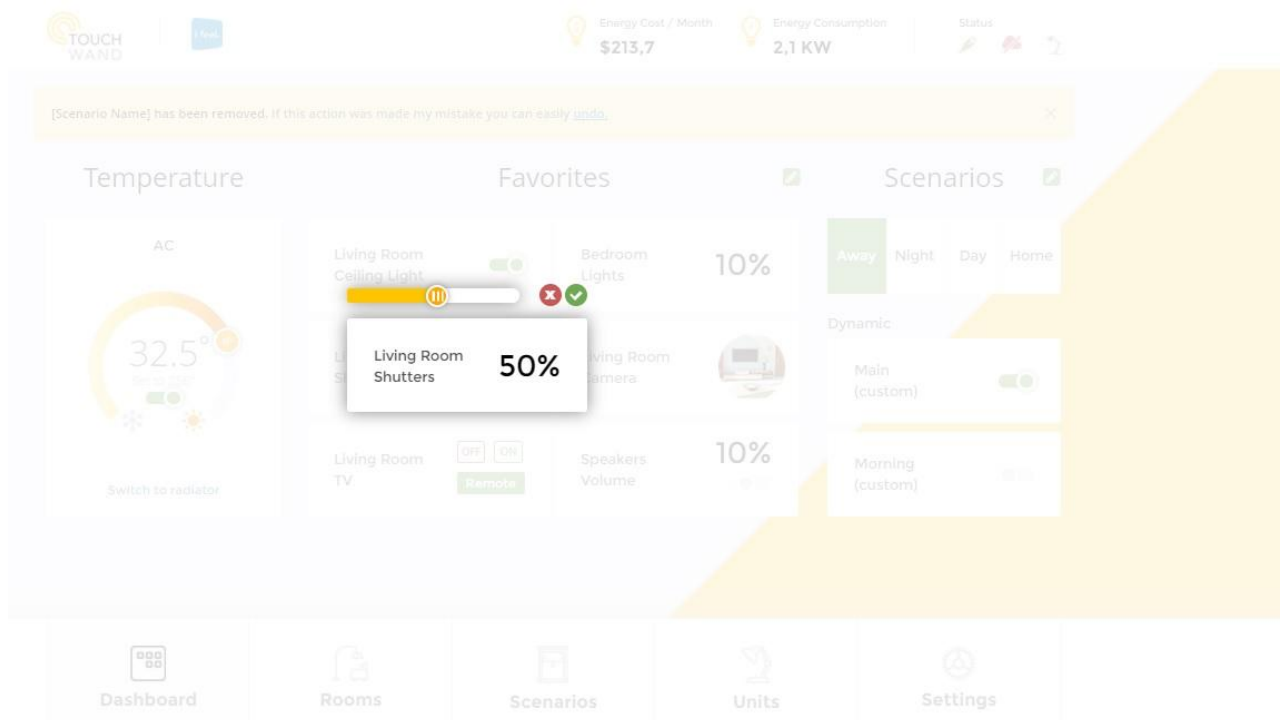 TOUCH
WAND
Energy Cost / Month
$213,7
Energy Consumption
2,1 KW
Status
[Scenario Name] has been removed. If this action was made my mistake you can easily undo.
Temperature
Favorites
Scenarios
AC
32.5°
Switch to radiator
Living Room
Ceiling Light
Bedroom
Lights
10%
Living Room
Shutters
50%
Living Room
Camera
Living Room
TV
OFF ON
Remote
Speakers
Volume
10%
Away Night Day Home
Dynamic
Main
(custom)
Morning
(custom)
Dashboard
Rooms
Scenarios
Units
Settings